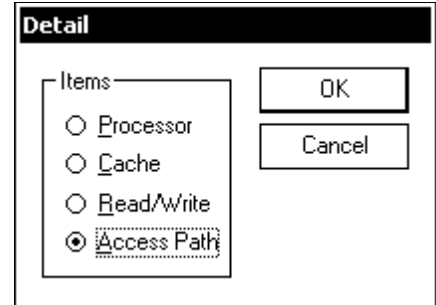 Detail
Items
Processor
Cache
Read/Write
Access Path
OK
Cancel